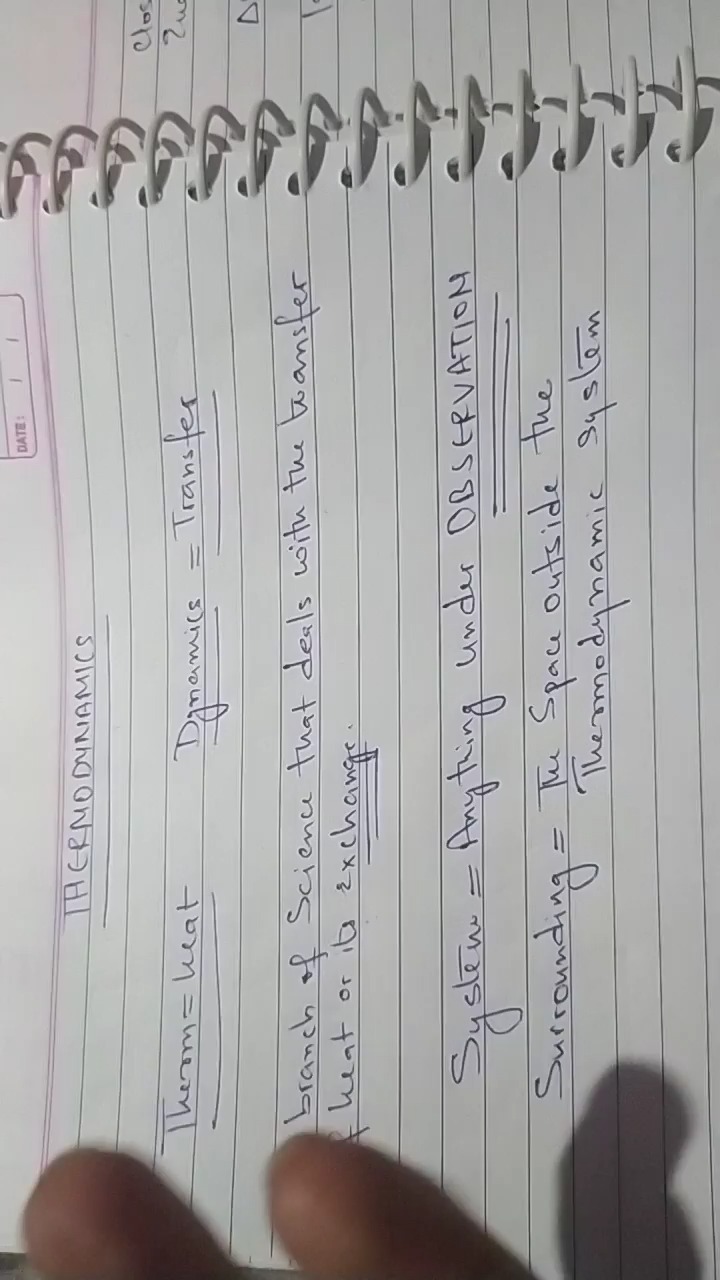 DATE: / /
THERMODYNAMICS
Therm = heat Dynamics = Transfer
branch of Science that deals with the transfer
heat or its exchange.
System = Anything under OBSERVATION
Surrounding = The Space outside the
Thermodynamic system